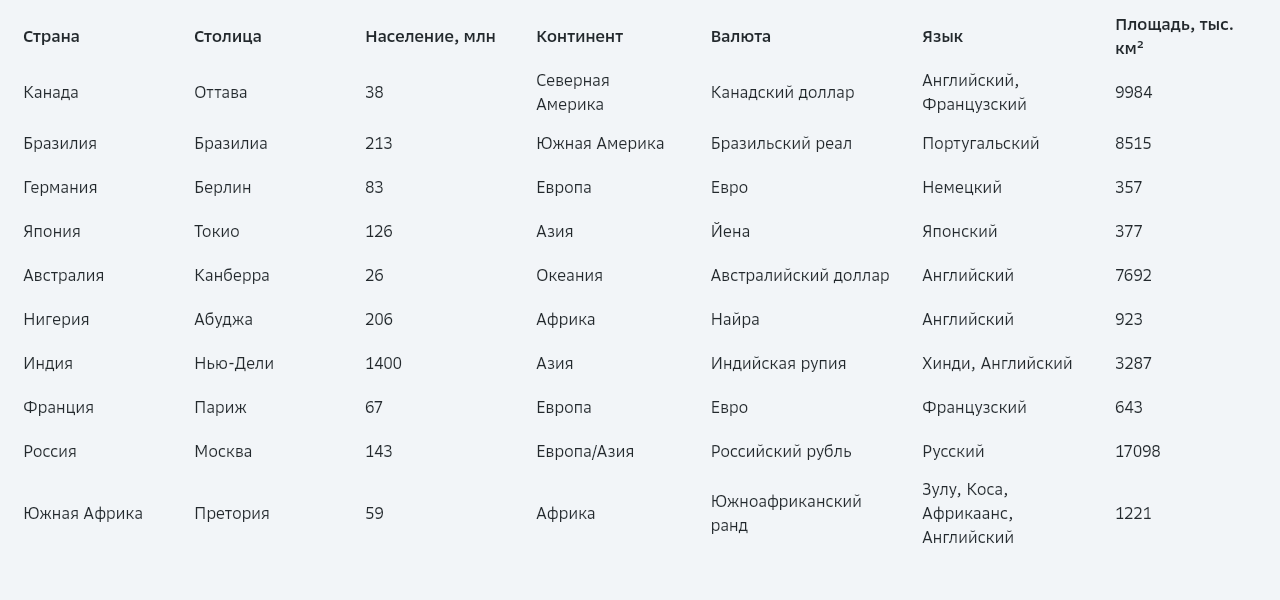 Страна Столица Население, млн Континент Валюта Язык Площадь, тыс. км²
Канада Оттава 38 Северная Америка Канадский доллар Английский, Французский 9984
Бразилия Бразилиа 213 Южная Америка Бразильский реал Португальский 8515
Германия Берлин 83 Европа Евро Немецкий 357
Япония Токио 126 Азия Йена Японский 377
Австралия Канберра 26 Океания Австралийский доллар Английский 7692
Нигерия Абуджа 206 Африка Найра Английский 923
Индия Нью-Дели 1400 Азия Индийская рупия Хинди, Английский 3287
Франция Париж 67 Европа Евро Французский 643
Россия Москва 143 Европа/Азия Российский рубль Русский 17098
Южная Африка Претория 59 Африка Южноафриканский ранд Зулу, Коса, Африкаанс, Английский 1221